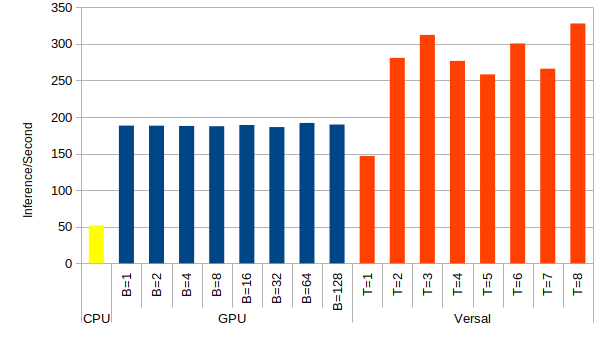 350
300
250
200
150
100
50
0
Inference/Second
B=1
B=2
B=4
B=8
B=16
B=32
B=64
B=128
T=1
T=2
T=3
T=4
T=5
T=6
T=7
T=8
CPU GPU Versal